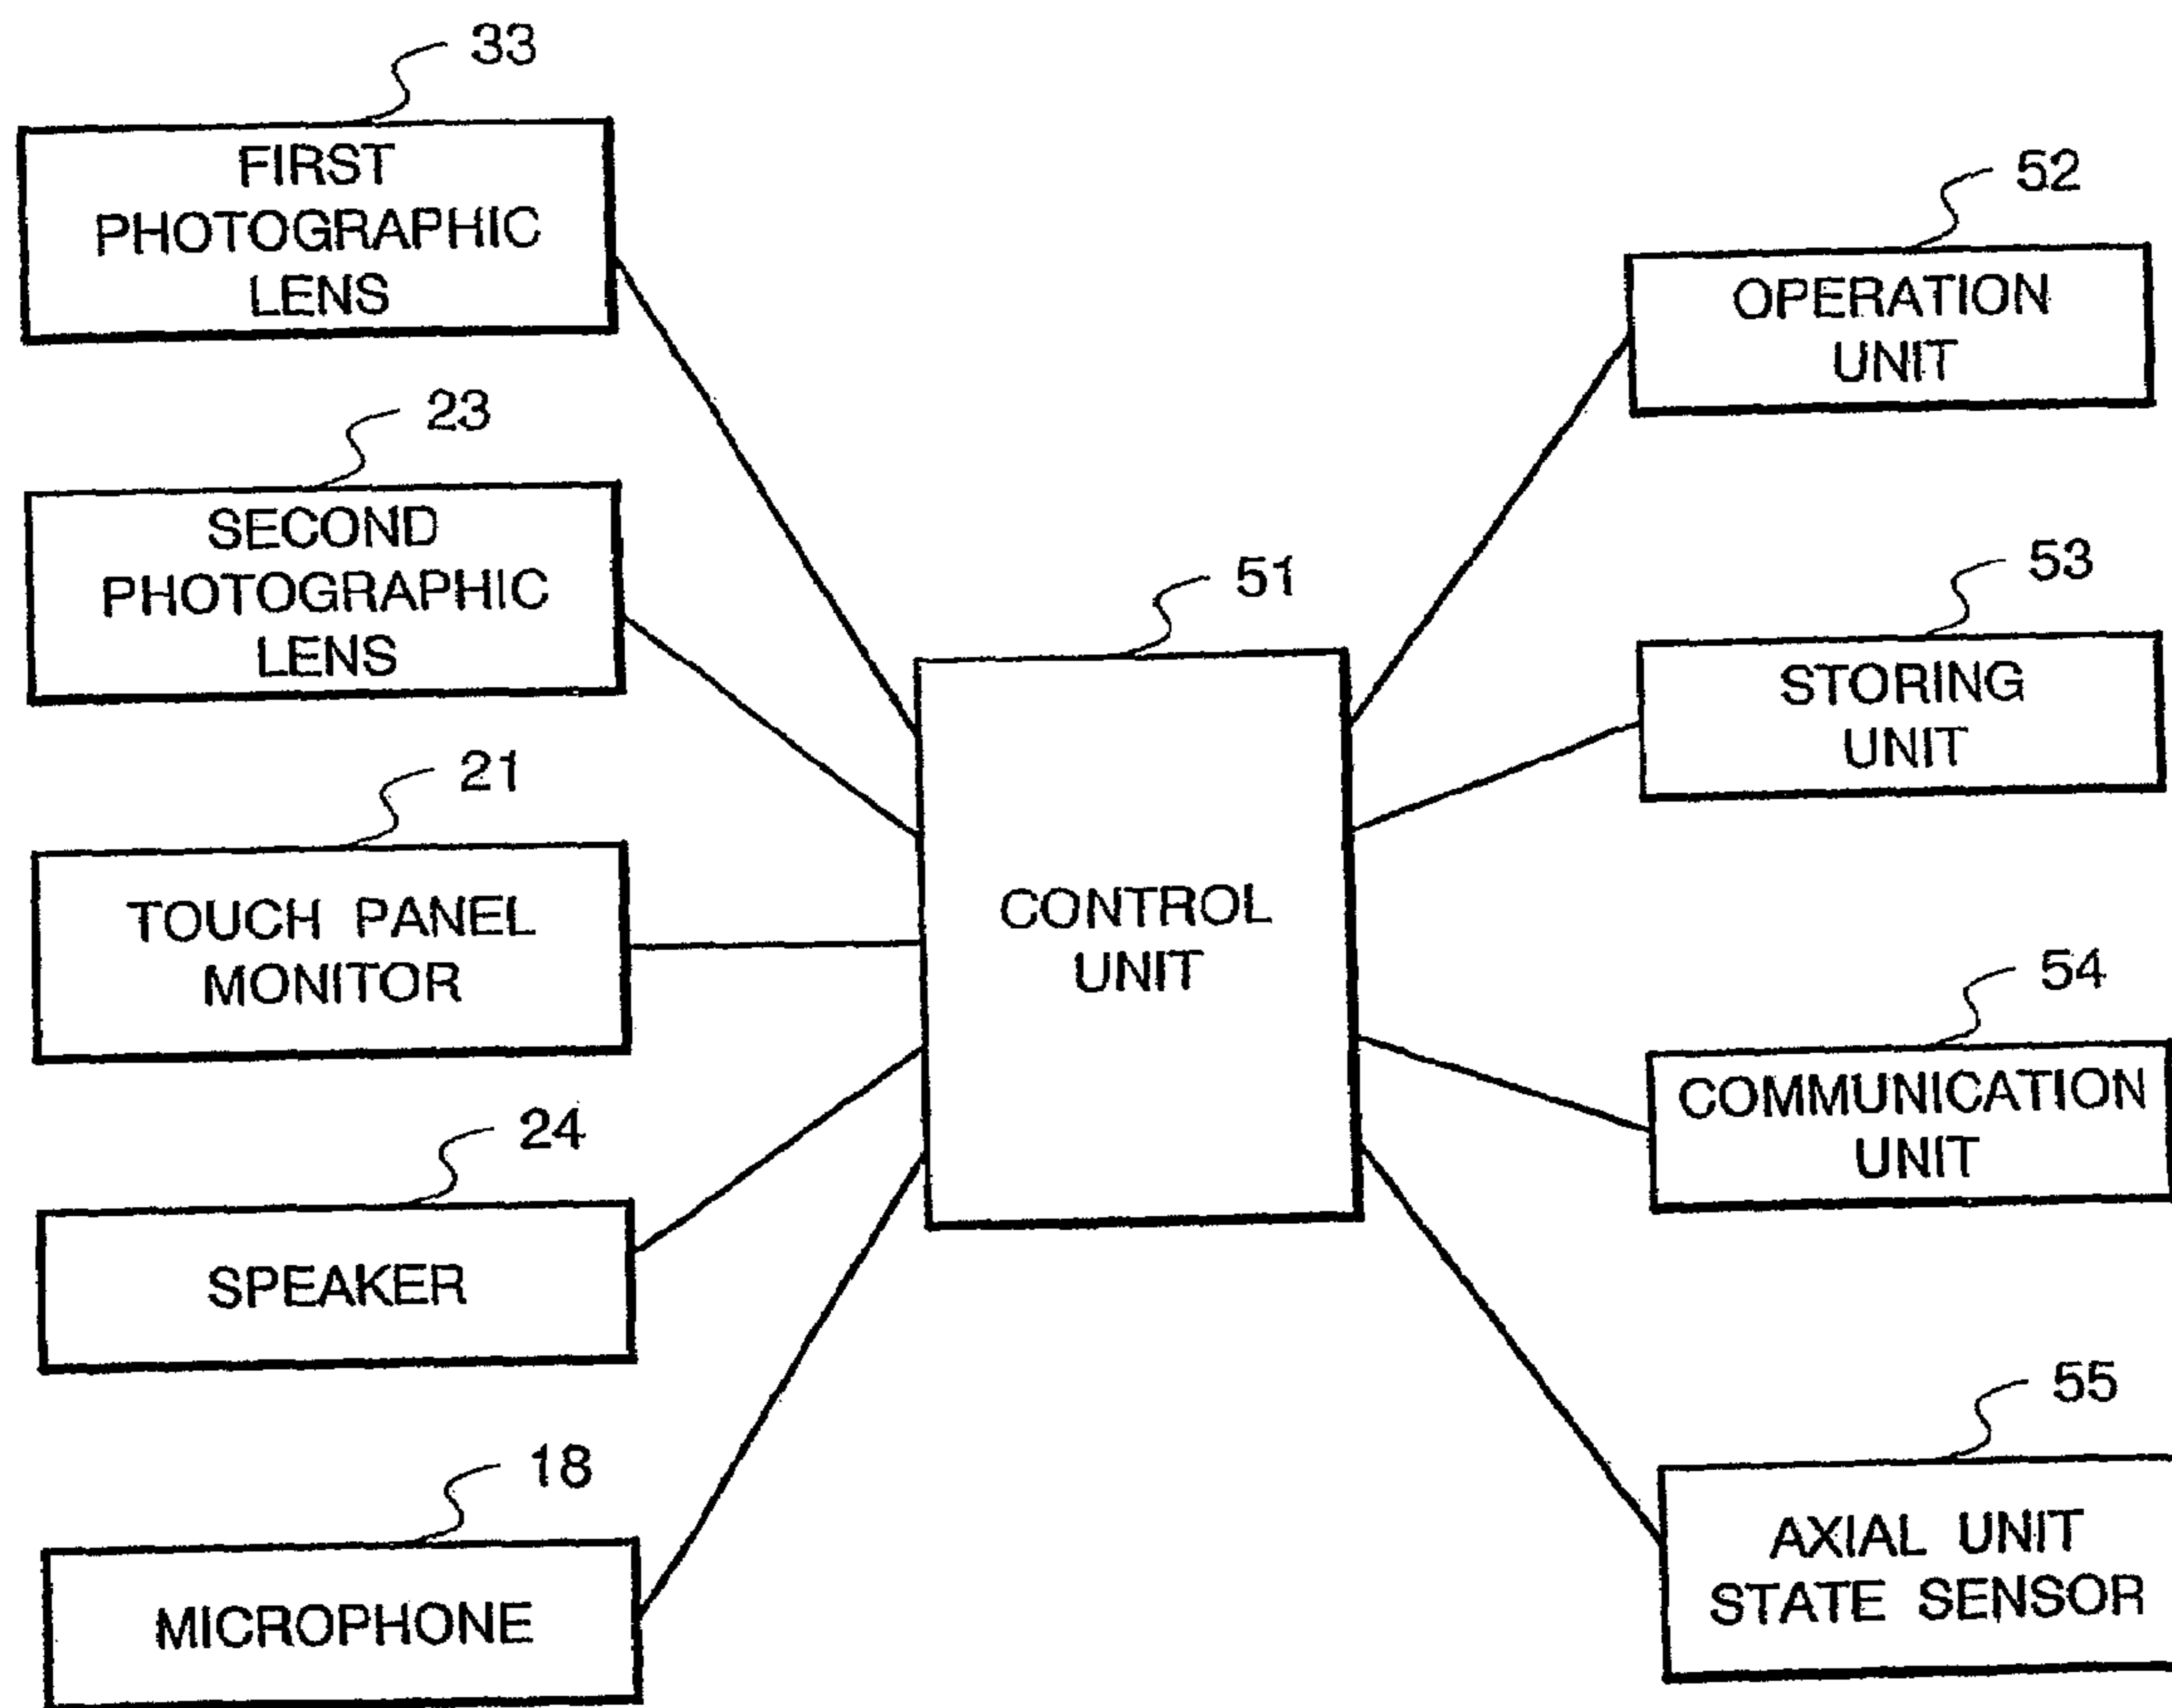 33
FIRST
PHOTOGRAPHIC
LENS
23
SECOND
PHOTOGRAPHIC
LENS
21
TOUCH PANEL
MONITOR
24
SPEAKER
18
MICROPHONE
51
CONTROL
UNIT
52
OPERATION
UNIT
53
STORING
UNIT
54
COMMUNICATION
UNIT
55
AXIAL UNIT
STATE SENSOR